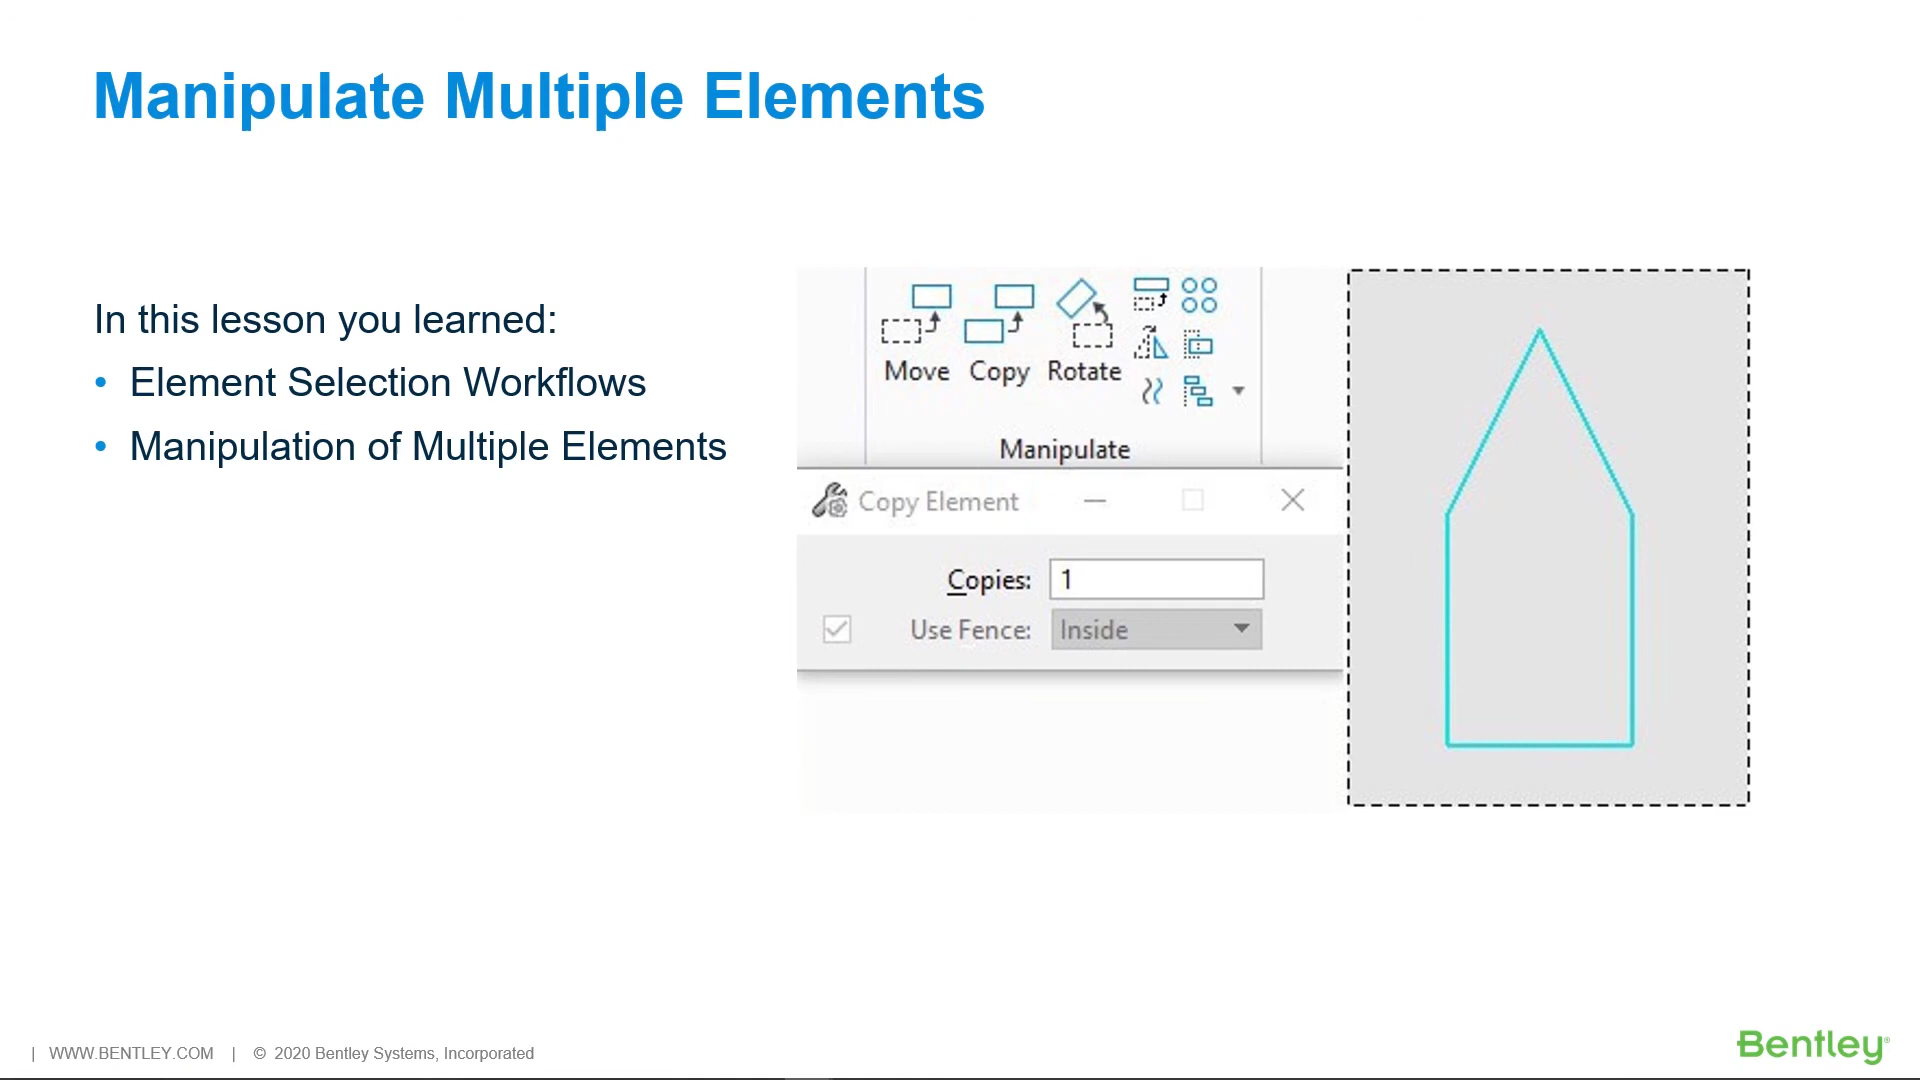 Manipulate Multiple Elements
In this lesson you learned:
• Element Selection Workflows
• Manipulation of Multiple Elements
Move Copy Rotate
Manipulate
Copy Element
Copies: 1
Use Fence: Inside
| WWW.BENTLEY.COM | © 2020 Bentley Systems, Incorporated
Bentley®